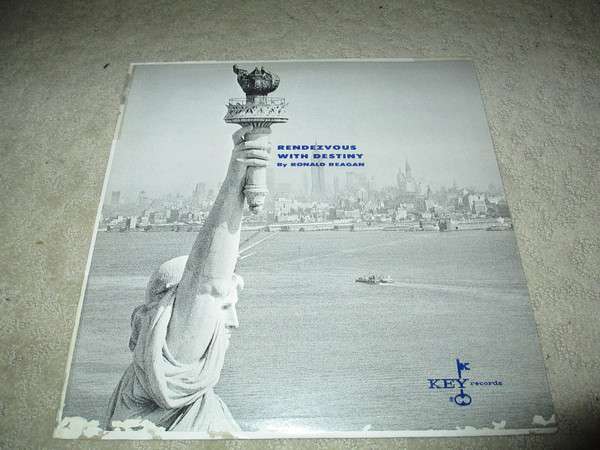 RENDEZVOUS
WITH DESTINY
By RONALD REAGAN
KEY records